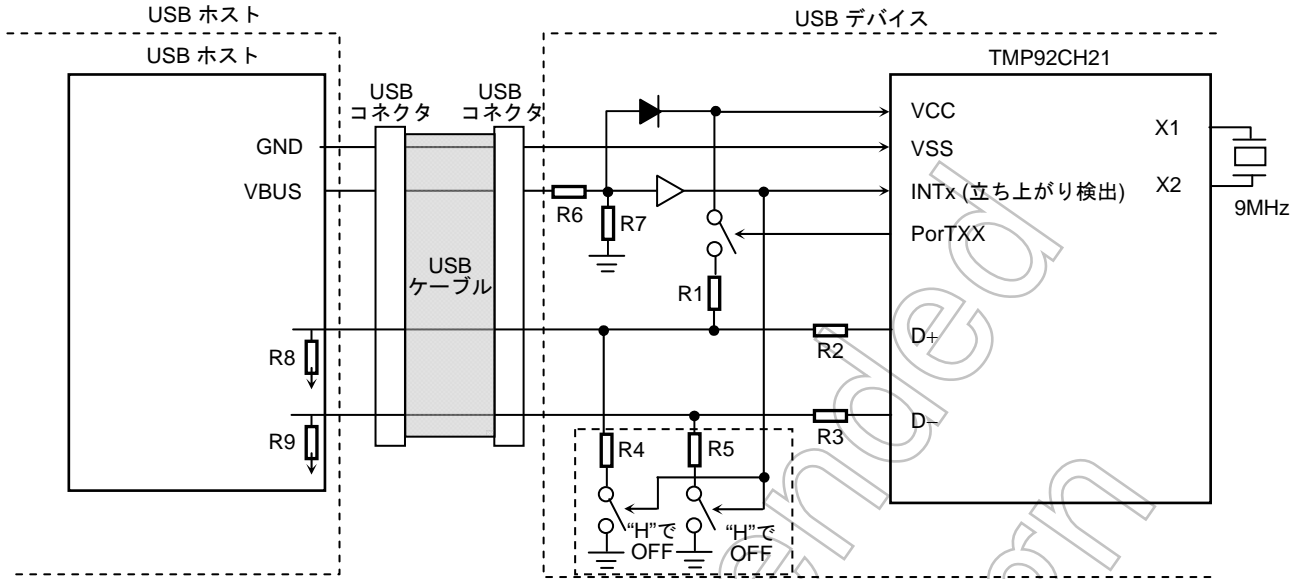 USB ホスト
USB デバイス
USB ホスト
TMP92CH21
USB
コネクタ
USB
コネクタ
VCC
X1
GND
VSS
VBUS
INTx (立ち上がり検出)
X2
R6
R7
9MHz
PorTXX
USB
ケーブル
R1
R8
R2
D+
R9
R3
D−
R4
R5
“H”で
OFF
“H”で
OFF
ended
gn